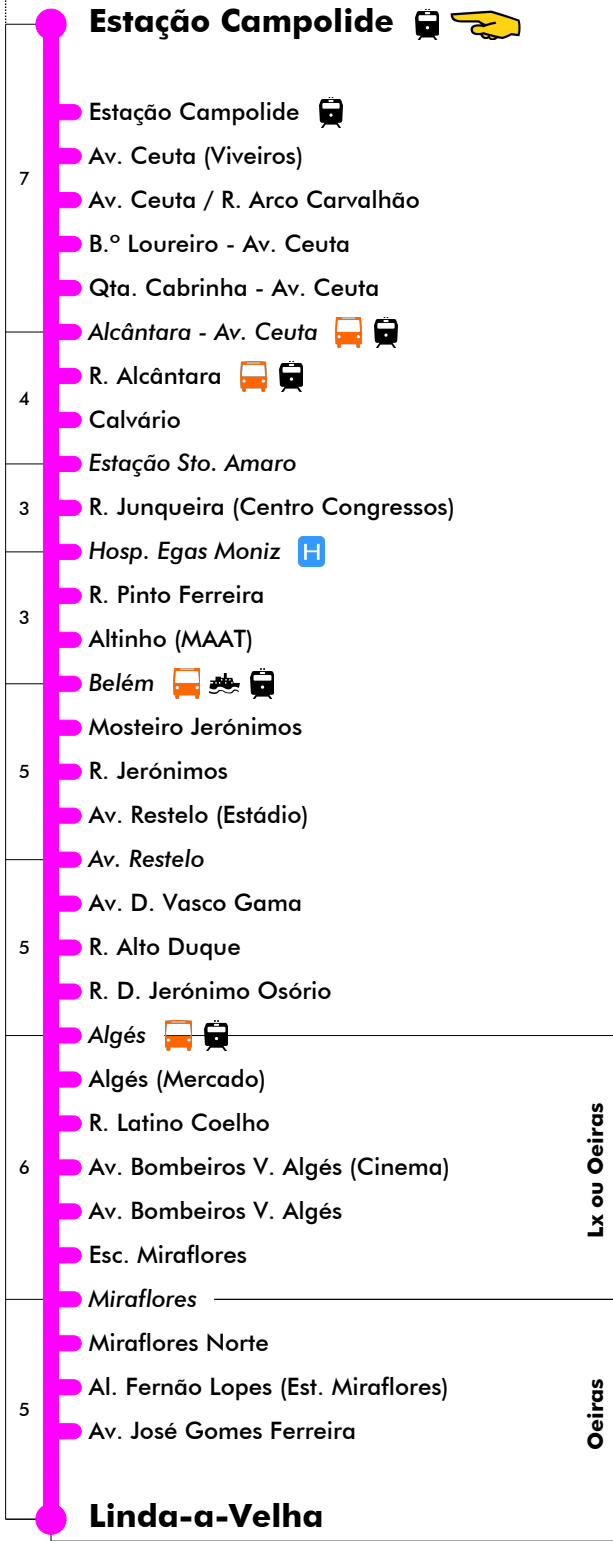 Estação Campolide
Estação Campolide
7
Av. Ceuta (Viveiros)
Av. Ceuta / R. Arco Carvalhão
B.º Loureiro - Av. Ceuta
Qta. Cabrinha - Av. Ceuta
Alcântara - Av. Ceuta
R. Alcântara
4
Calvário
Estação Sto. Amaro
3
R. Junqueira (Centro Congressos)
Hosp. Egas Moniz H
R. Pinto Ferreira
3
Altinho (MAAT)
Belém
Mosteiro Jerónimos
5
R. Jerónimos
Av. Restelo (Estádio)
Av. Restelo
Av. D. Vasco Gama
5
R. Alto Duque
R. D. Jerónimo Osório
Algés
Algés (Mercado)
R. Latino Coelho
6
Av. Bombeiros V. Algés (Cinema)
Av. Bombeiros V. Algés
Esc. Miraflores
Lx ou Oeiras
Miraflores
Miraflores Norte
Al. Fernão Lopes (Est. Miraflores)
5
Av. José Gomes Ferreira
Oeiras
Linda-a-Velha